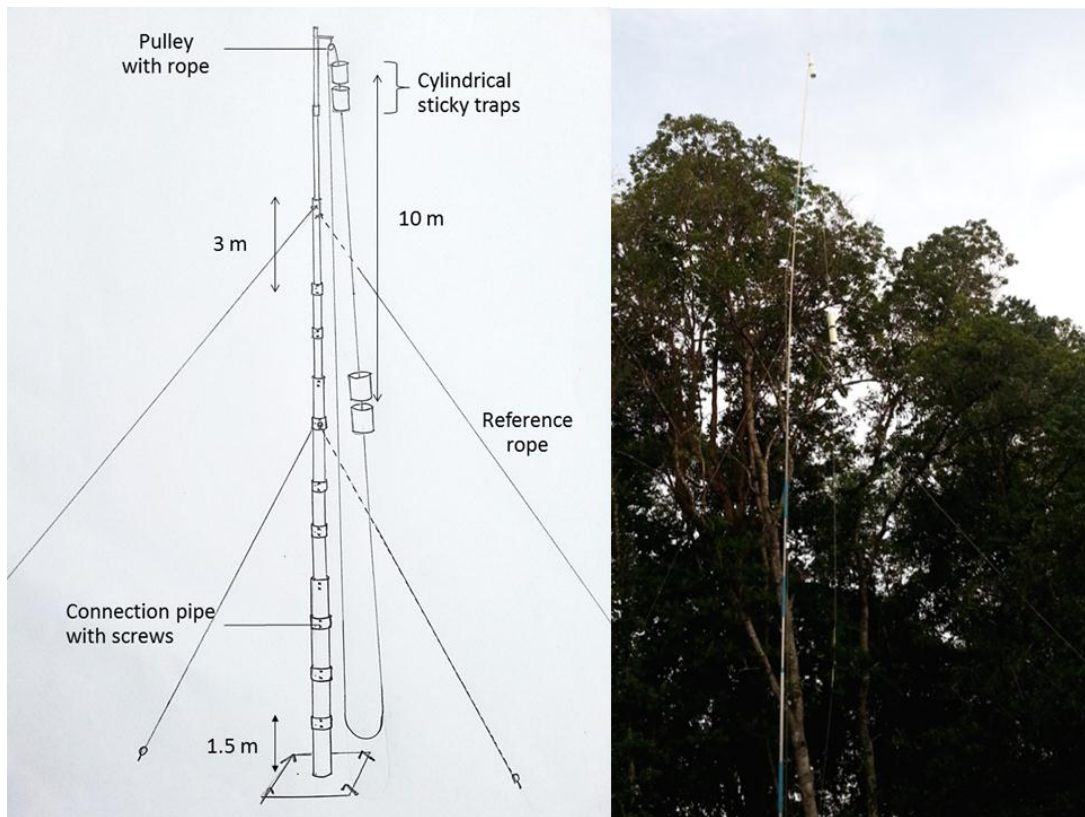 Pulley
with rope
Cylindrical
sticky traps
3 m
10 m
Reference
rope
Connection pipe
with screws
1.5 m